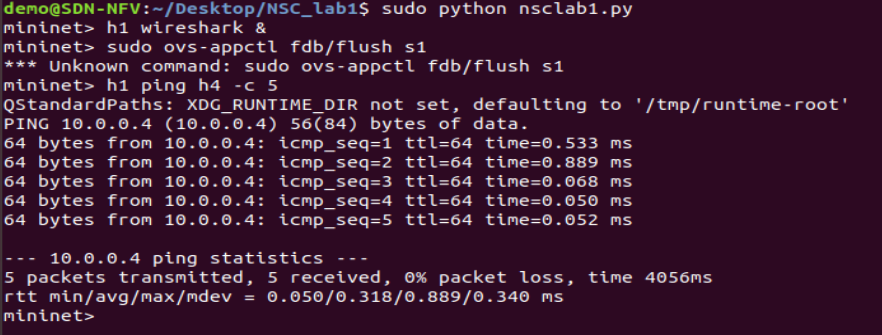 demo@SDN-NFV:~/Desktop/NSC_lab1$ sudo python nsclab1.py
mininet> h1 wireshark &
mininet> sudo ovs-appctl fdb/flush s1
*** Unknown command: sudo ovs-appctl fdb/flush s1
mininet> h1 ping h4 -c 5
QStandardPaths: XDG_RUNTIME_DIR not set, defaulting to '/tmp/runtime-root'
PING 10.0.0.4 (10.0.0.4) 56(84) bytes of data.
64 bytes from 10.0.0.4: icmp_seq=1 ttl=64 time=0.533 ms
64 bytes from 10.0.0.4: icmp_seq=2 ttl=64 time=0.889 ms
64 bytes from 10.0.0.4: icmp_seq=3 ttl=64 time=0.068 ms
64 bytes from 10.0.0.4: icmp_seq=4 ttl=64 time=0.050 ms
64 bytes from 10.0.0.4: icmp_seq=5 ttl=64 time=0.052 ms

--- 10.0.0.4 ping statistics ---
5 packets transmitted, 5 received, 0% packet loss, time 4056ms
rtt min/avg/max/mdev = 0.050/0.318/0.889/0.340 ms
mininet>